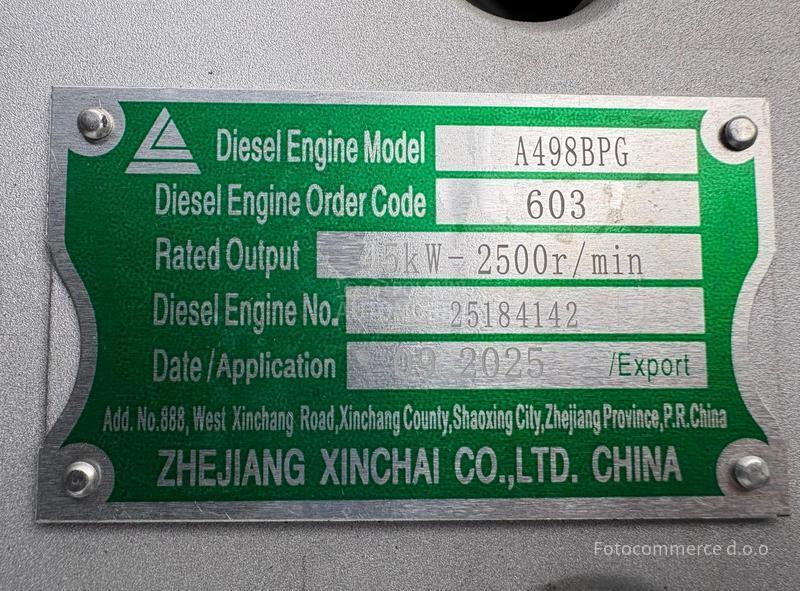 Diesel Engine Model A498BPG
Diesel Engine Order Code 603
Rated Output 5kW-2500r/min
Diesel Engine No. 25184142
Date/Application 09 2025 /Export
Add. No.888, West Xinchang Road,Xinchang County,Shaoxing City,Zhejiang Province,P.R.China
ZHEJIANG XINCHAI CO.,LTD. CHINA
Fotocommerce d.o.o